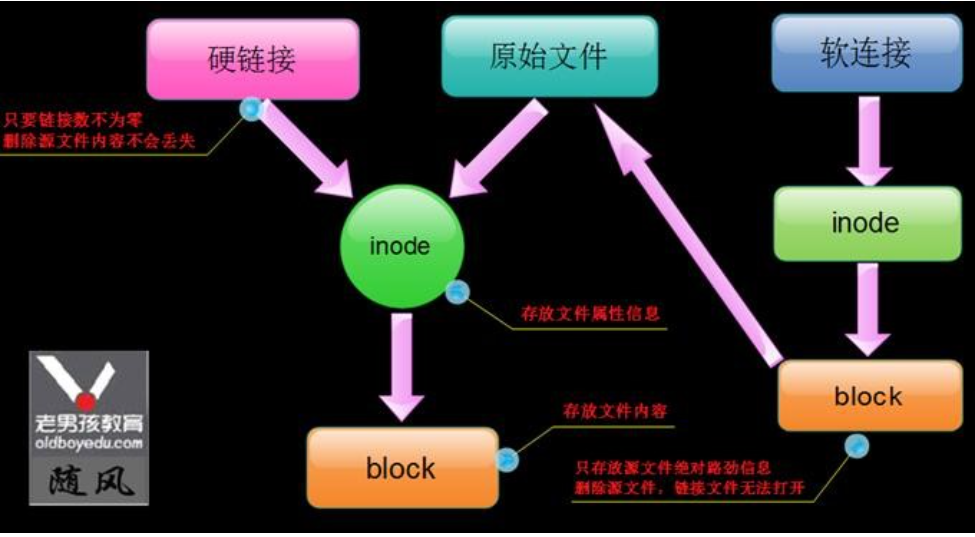 硬链接
原始文件
软连接
只要链接数不为零
删除源文件内容不会丢失
inode
inode
存放文件属性信息
block
存放文件内容
block
只存放源文件绝对路劲信息
删除源文件，链接文件无法打开
老男孩教育
oldboyedu.com
随风